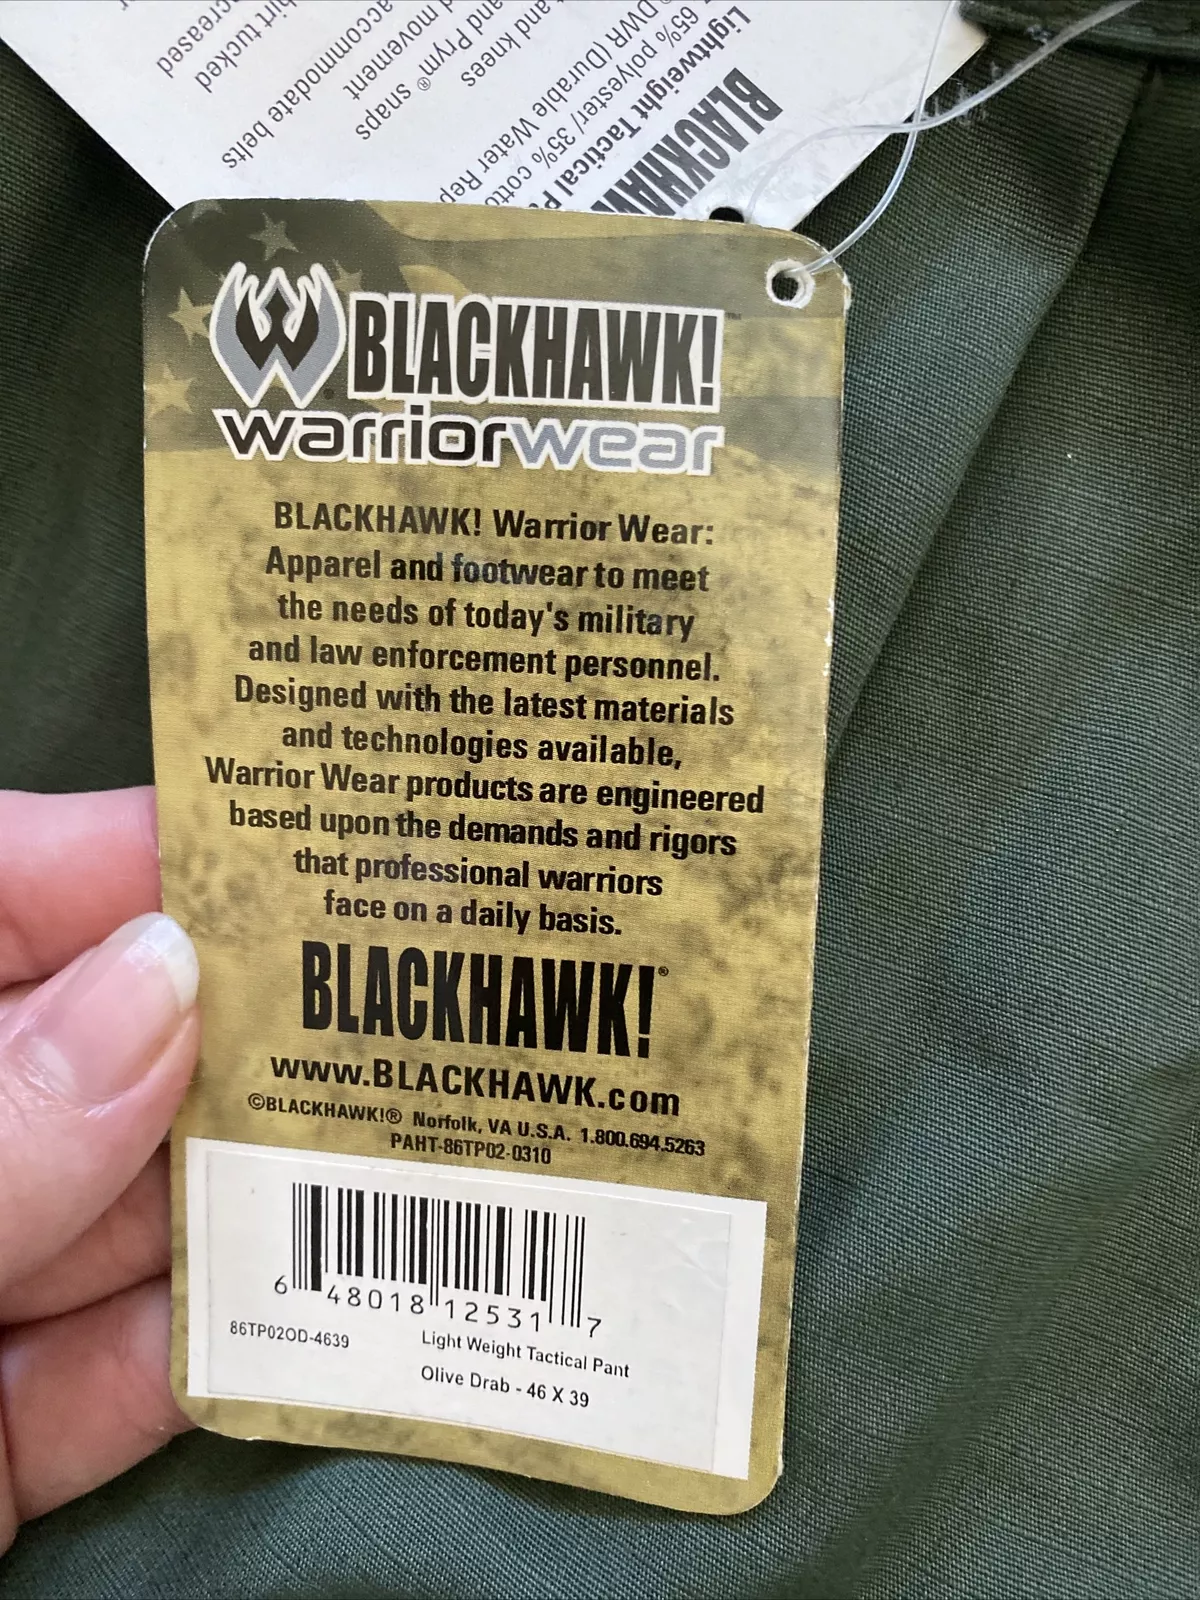 BLACKHAWK!
Lightweight Tactical
65% polyester/ 35%
DWR (Durable Water
and knees
and Prym® snaps
movement
accommodate belts
shirt tucked
increased
BLACKHAWK!™
warriorwear
BLACKHAWK! Warrior Wear:
Apparel and footwear to meet
the needs of today's military
and law enforcement personnel.
Designed with the latest materials
and technologies available,
Warrior Wear products are engineered
based upon the demands and rigors
that professional warriors
face on a daily basis.
BLACKHAWK!®
www.BLACKHAWK.com
©BLACKHAWK!® Norfolk, VA U.S.A. 1.800.694.5263
PAHT-86TP02-0310
6 48018 12531 7
86TP02OD-4639
Light Weight Tactical Pant
Olive Drab - 46 X 39